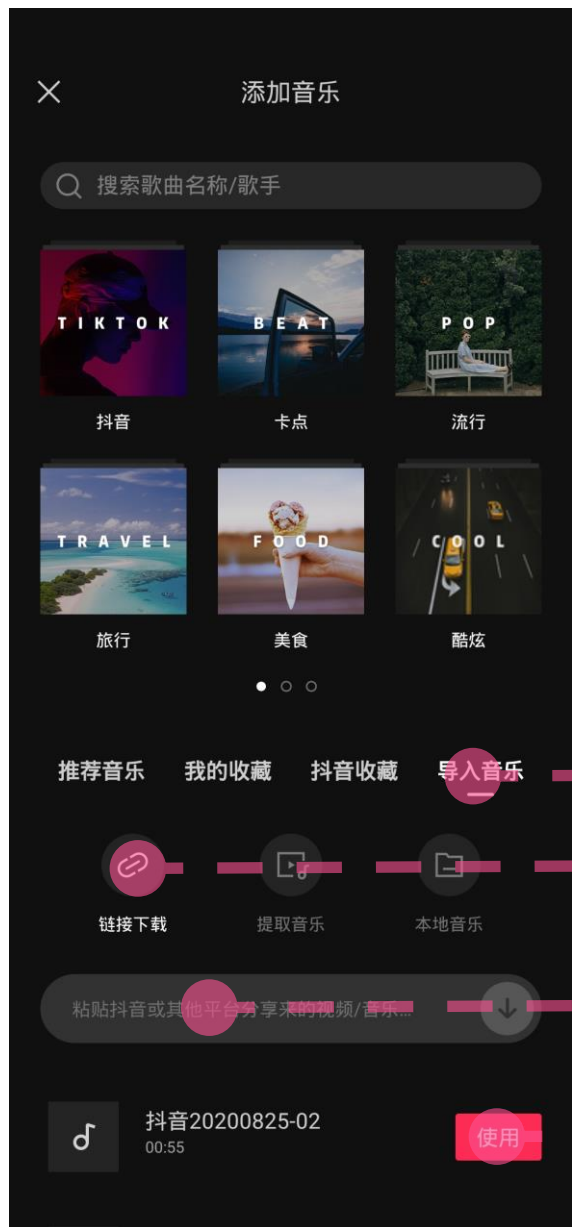 添加音乐
搜索歌曲名称/歌手
TIKTOK
BEAT
POP
抖音
卡点
流行
TRAVEL
FOOD
COOL
旅行
美食
酷炫
推荐音乐
我的收藏
抖音收藏
导入音乐
链接下载
提取音乐
本地音乐
粘贴抖音或其他平台分享来的视频/音乐...
抖音20200825-02
00:55
使用